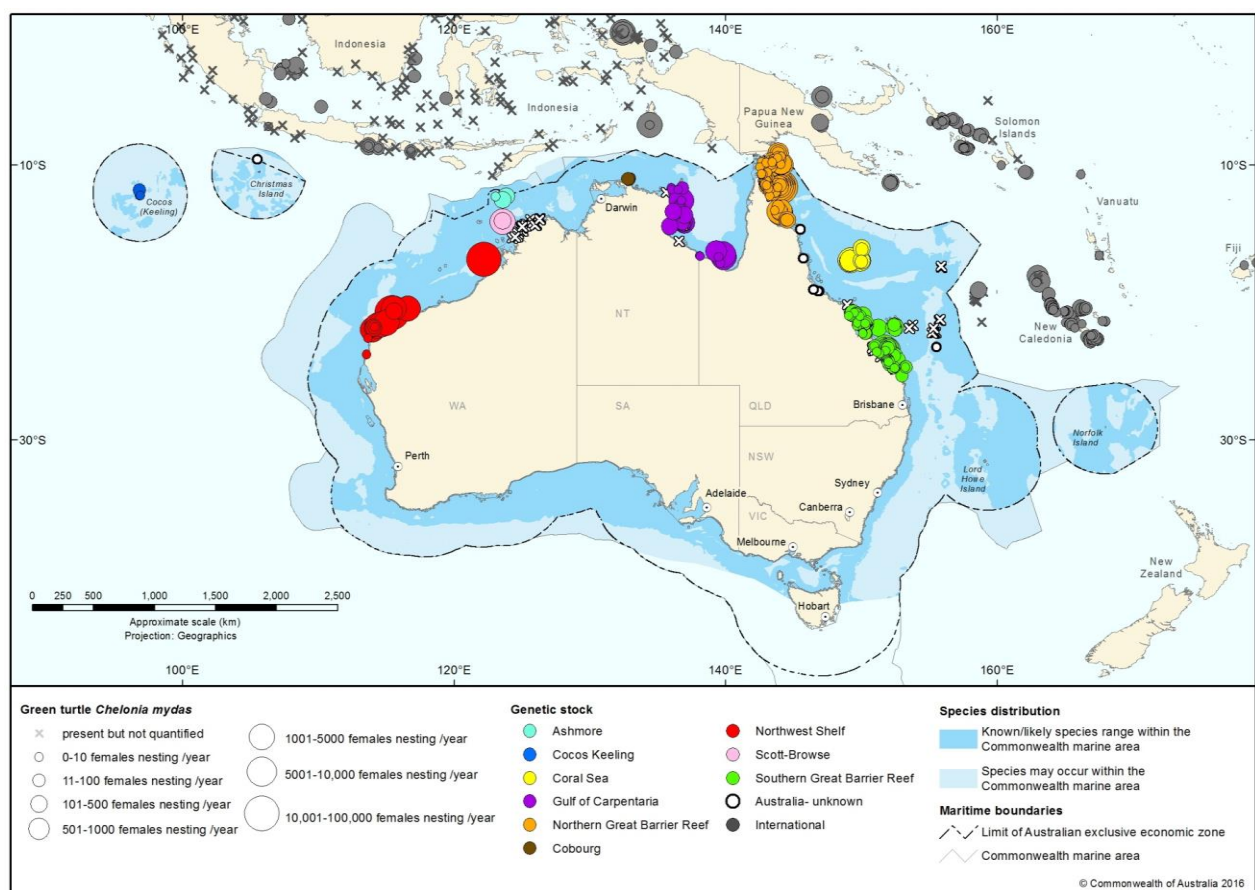 100°E
120°E
140°E
160°E
Indonesia
Indonesia
Papua New
Guinea
Solomon
Islands
10°S
10°S
Christmas
Island
Cocos
(Keeling)
Darwin
Vanuatu
Fiji
NT
New
Caledonia
WA
SA
QLD
Brisbane
30°S
30°S
Norfolk
Island
Perth
NSW
Lord
Howe
Island
Adelaide
Sydney
Canberra
VIC
Melbourne
New
Zealand
Hobart
0 250 500 1,000 1,500 2,000 2,500
Approximate scale (km)
Projection: Geographics
100°E
120°E
140°E
160°E
Green turtle Chelonia mydas
present but not quantified
0-10 females nesting /year
11-100 females nesting /year
101-500 females nesting /year
501-1000 females nesting /year
1001-5000 females nesting /year
5001-10,000 females nesting /year
10,001-100,000 females nesting /year
Genetic stock
Ashmore
Cocos Keeling
Coral Sea
Gulf of Carpentaria
Northern Great Barrier Reef
Cobourg
Northwest Shelf
Scott-Browse
Southern Great Barrier Reef
Australia- unknown
International
Species distribution
Known/likely species range within the
Commonwealth marine area
Species may occur within the
Commonwealth marine area
Maritime boundaries
Limit of Australian exclusive economic zone
Commonwealth marine area
© Commonwealth of Australia 2016